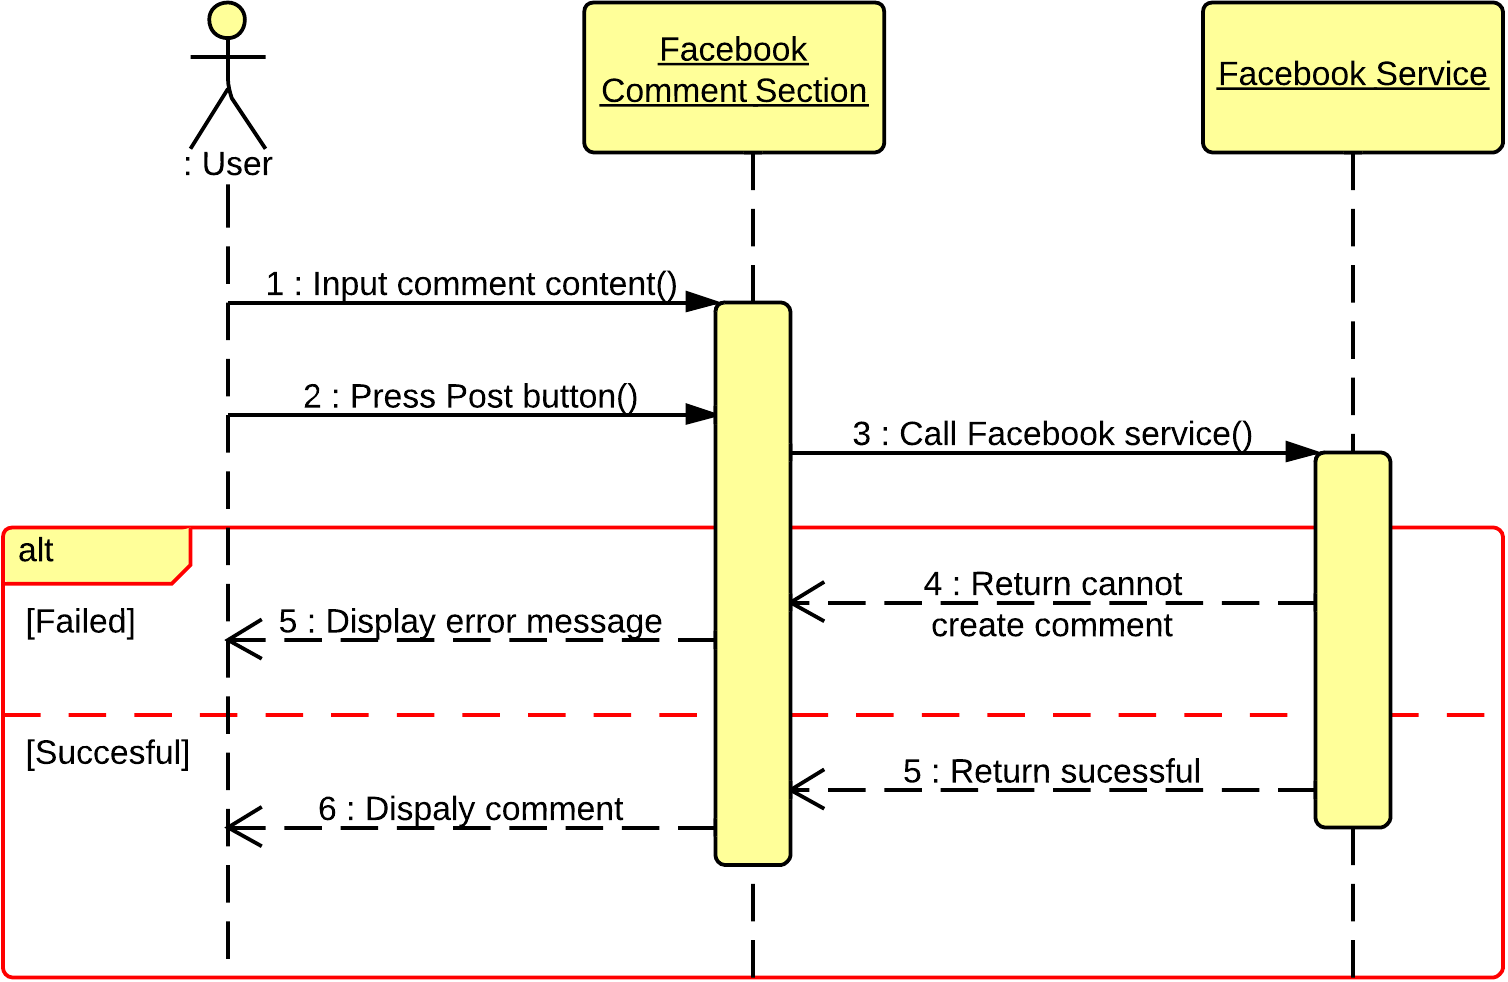 : User
Facebook
Comment Section
Facebook Service
1 : Input comment content()
2 : Press Post button()
3 : Call Facebook service()
alt
[Failed]
4 : Return cannot
create comment
5 : Display error message
[Succesful]
5 : Return sucessful
6 : Dispaly comment